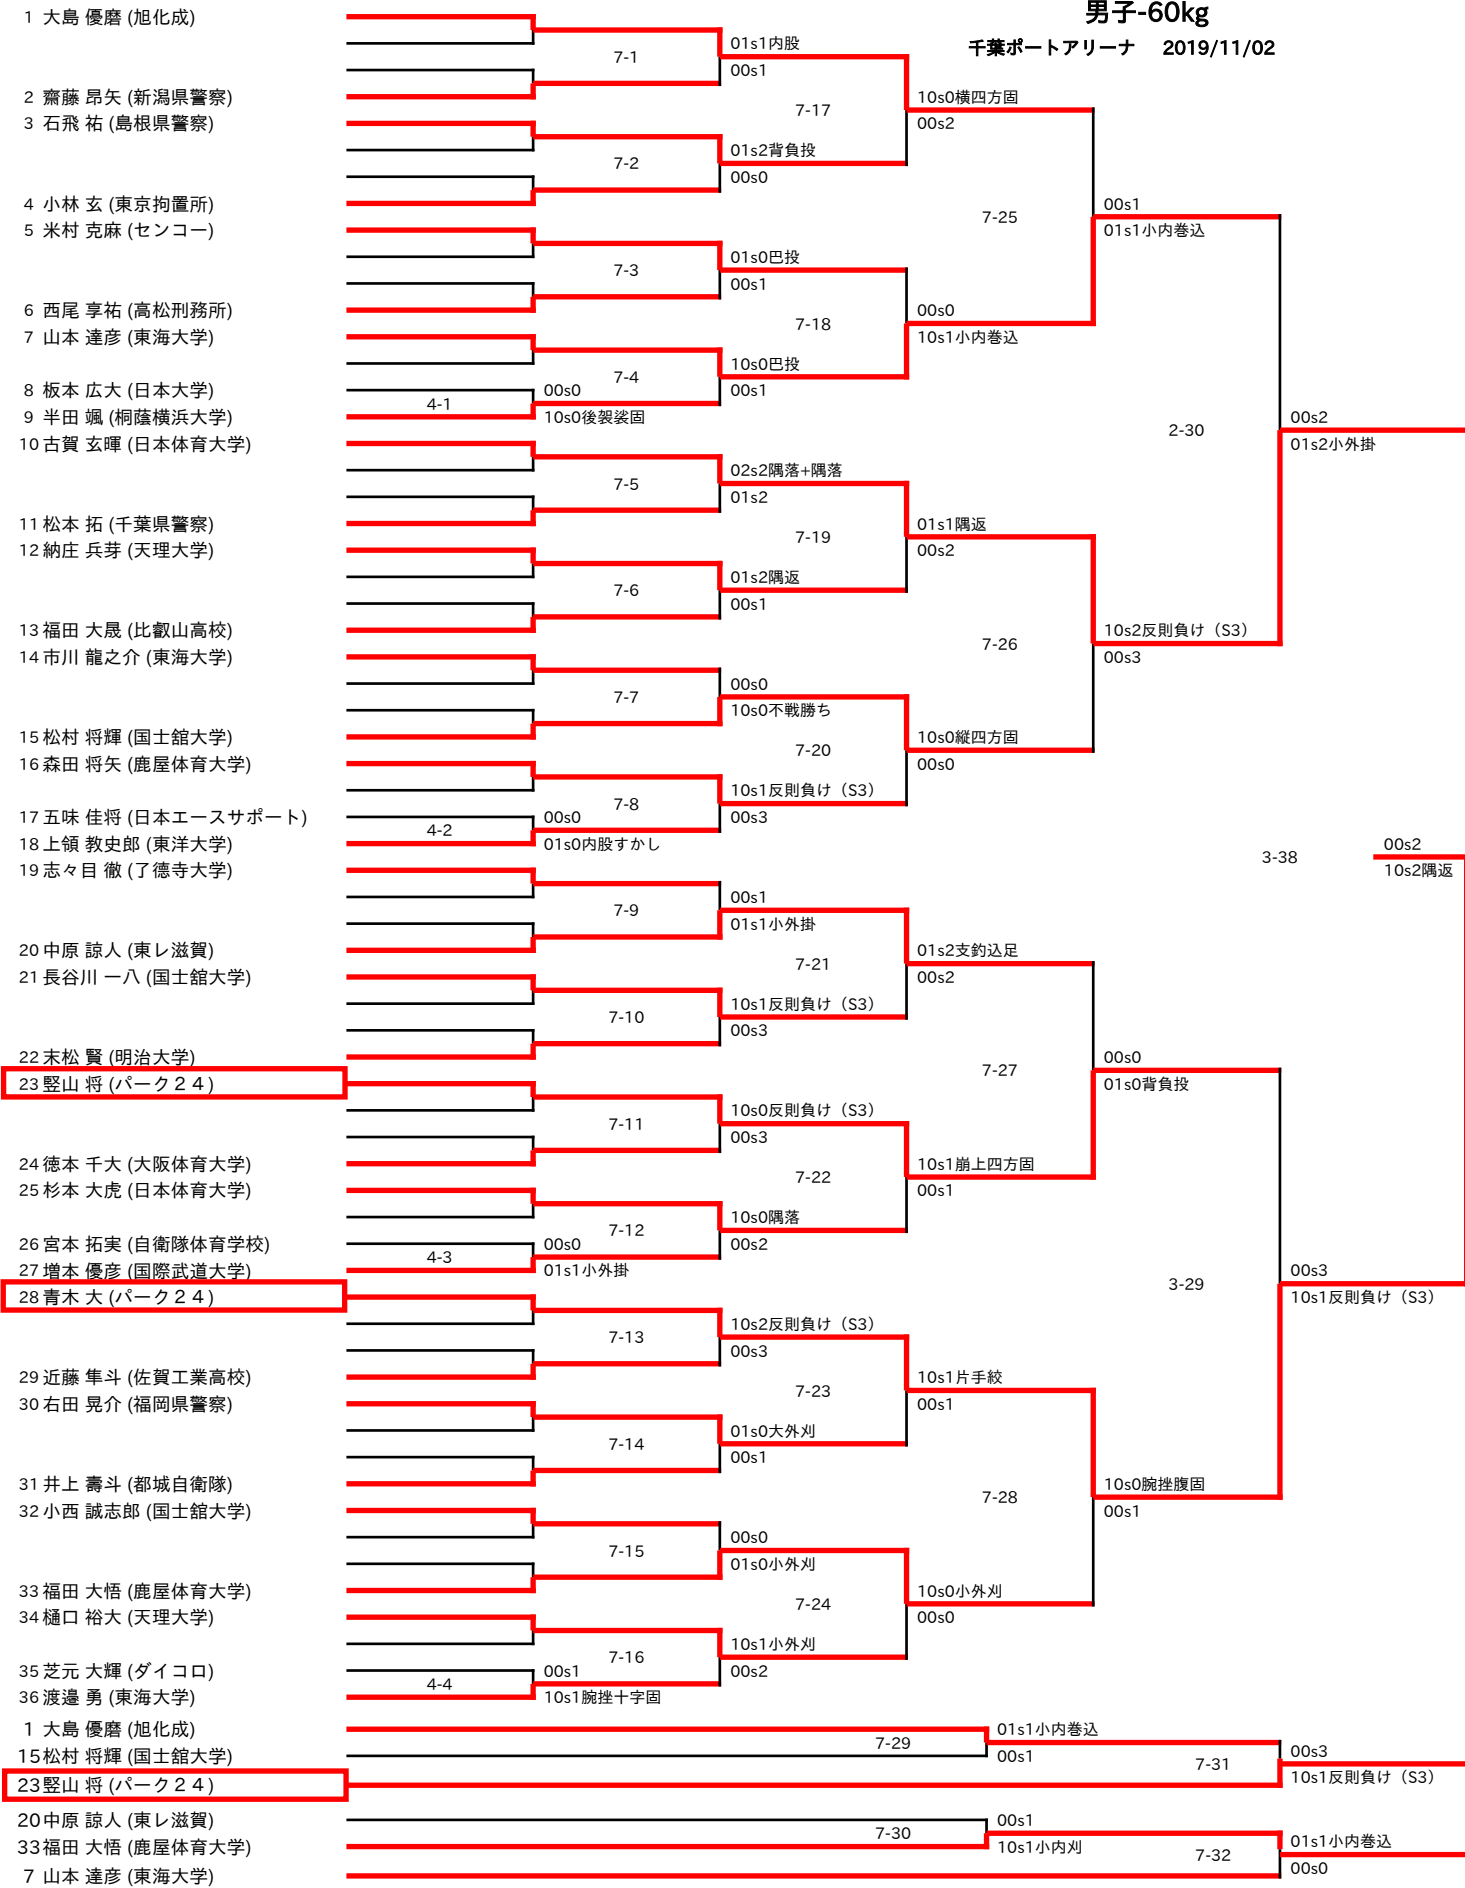 男子-60kg
千葉ポートアリーナ 2019/11/02
1 大島 優磨 (旭化成)
2 齋藤 昂矢 (新潟県警察)
3 石飛 祐 (島根県警察)
4 小林 玄 (東京拘置所)
5 米村 克麻 (センコー)
6 西尾 享祐 (高松刑務所)
7 山本 達彦 (東海大学)
8 板本 広大 (日本大学)
9 半田 颯 (桐蔭横浜大学)
10 古賀 玄暉 (日本体育大学)
11 松本 拓 (千葉県警察)
12 納庄 兵芽 (天理大学)
13 福田 大晟 (比叡山高校)
14 市川 龍之介 (東海大学)
15 松村 将輝 (国士舘大学)
16 森田 将矢 (鹿屋体育大学)
17 五味 佳将 (日本エースサポート)
18 上領 教史郎 (東洋大学)
19 志々目 徹 (了德寺大学)
20 中原 諒人 (東レ滋賀)
21 長谷川 一八 (国士舘大学)
22 末松 賢 (明治大学)
23 竪山 将 (パーク２４)
24 徳本 千大 (大阪体育大学)
25 杉本 大虎 (日本体育大学)
26 宮本 拓実 (自衛隊体育学校)
27 増本 優彦 (国際武道大学)
28 青木 大 (パーク２４)
29 近藤 隼斗 (佐賀工業高校)
30 右田 晃介 (福岡県警察)
31 井上 壽斗 (都城自衛隊)
32 小西 誠志郎 (国士舘大学)
33 福田 大悟 (鹿屋体育大学)
34 樋口 裕大 (天理大学)
35 芝元 大輝 (ダイコロ)
36 渡邉 勇 (東海大学)
4-1
00s0
10s0後袈裟固
4-2
00s0
01s0内股すかし
4-3
00s0
01s1小外掛
4-4
00s1
10s1腕挫十字固
7-1
01s1内股
00s1
7-2
01s2背負投
00s0
7-3
01s0巴投
00s1
7-4
10s0巴投
00s1
7-5
02s2隅落+隅落
01s2
7-6
01s2隅返
00s1
7-7
00s0
10s0不戦勝ち
7-8
10s1反則負け（S3）
00s3
7-9
00s1
01s1小外掛
7-10
10s1反則負け（S3）
00s3
7-11
10s0反則負け（S3）
00s3
7-12
10s0隅落
00s2
7-13
10s2反則負け（S3）
00s3
7-14
01s0大外刈
00s1
7-15
00s0
01s0小外刈
7-16
10s1小外刈
00s2
7-17
10s0横四方固
00s2
7-18
00s0
10s1小内巻込
7-19
01s1隅返
00s2
7-20
10s0縦四方固
00s0
7-21
01s2支釣込足
00s2
7-22
10s1崩上四方固
00s1
7-23
10s1片手絞
00s1
7-24
10s0小外刈
00s0
7-25
00s1
01s1小内巻込
7-26
10s2反則負け（S3）
00s3
7-27
00s0
01s0背負投
7-28
10s0腕挫腹固
00s1
2-30
00s2
01s2小外掛
3-29
00s3
10s1反則負け（S3）
3-38
00s2
10s2隅返
1 大島 優磨 (旭化成)
15 松村 将輝 (国士舘大学)
23 竪山 将 (パーク２４)
7-29
01s1小内巻込
00s1
7-31
00s3
10s1反則負け（S3）
20 中原 諒人 (東レ滋賀)
33 福田 大悟 (鹿屋体育大学)
7 山本 達彦 (東海大学)
7-30
00s1
10s1小内刈
7-32
01s1小内巻込
00s0